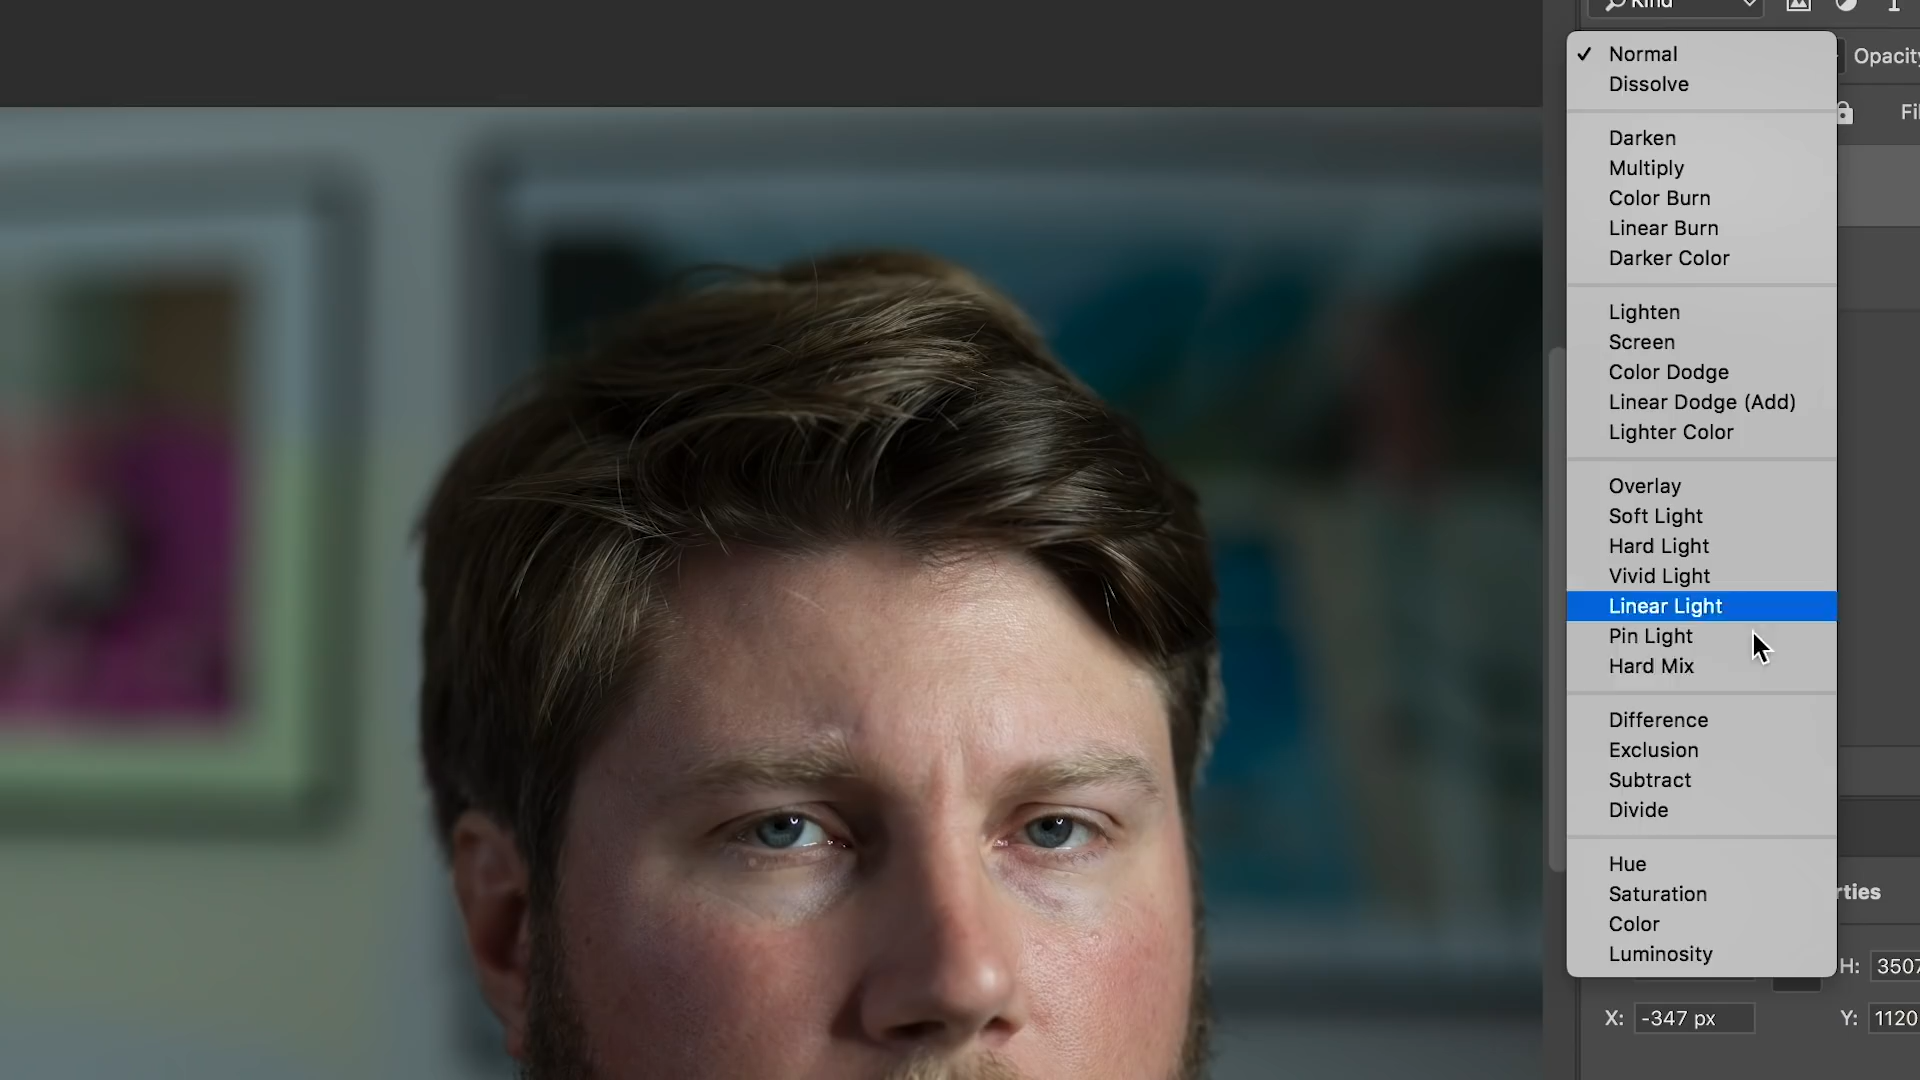 Kind
✓ Normal
Opacity
Dissolve
Darken
Multiply
Color Burn
Linear Burn
Darker Color
Lighten
Screen
Color Dodge
Linear Dodge (Add)
Lighter Color
Overlay
Soft Light
Hard Light
Vivid Light
Linear Light
Pin Light
Hard Mix
Difference
Exclusion
Subtract
Divide
Hue
Saturation
rties
Color
Luminosity
H: 3507
X: -347 px Y: 1120